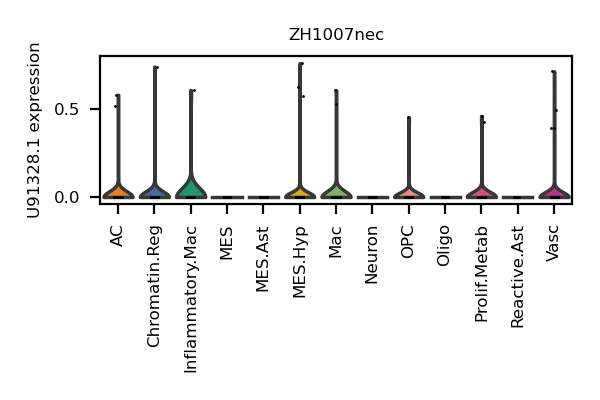 ZH1007nec
U91328.1 expression
0.5
0.0
AC
Chromatin.Reg
Inflammatory.Mac
MES
MES.Ast
MES.Hyp
Mac
Neuron
OPC
Oligo
Prolif.Metab
Reactive.Ast
Vasc